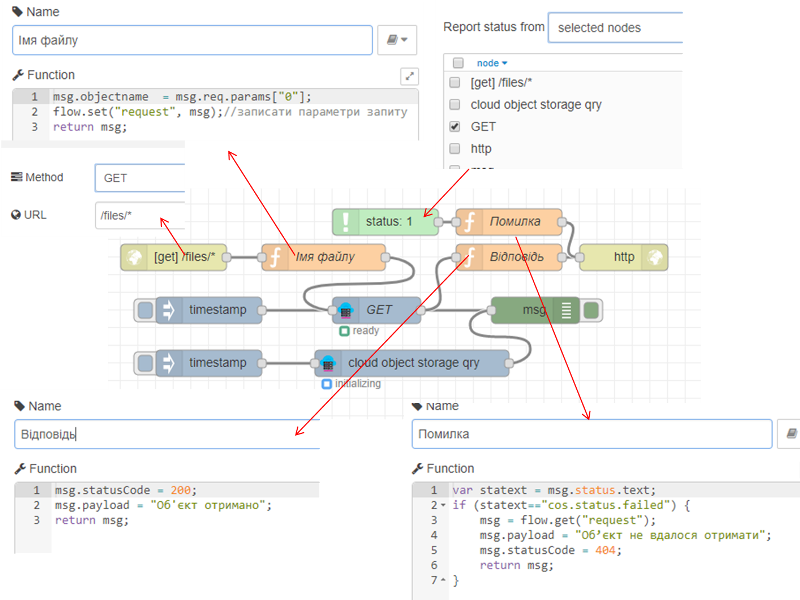 Name
Імя файлу
Function
1 msg.objectname = msg.req.params["0"];
2 flow.set("request", msg);//записати параметри запиту
3 return msg;
Report status from
selected nodes
node
[get] /files/*
cloud object storage qry
GET
http
Method
GET
URL
/files/*
status: 1
Помилка
[get] /files/*
Імя файлу
Відповідь
http
timestamp
GET
msg
ready
timestamp
cloud object storage qry
initializing
Name
Відповідь
Function
1 msg.statusCode = 200;
2 msg.payload = "Об'єкт отримано";
3 return msg;
Name
Помилка
Function
1 var statext = msg.status.text;
2 if (statext=="cos.status.failed") {
3 msg = flow.get("request");
4 msg.payload = "Об’єкт не вдалося отримати";
5 msg.statusCode = 404;
6 return msg;
7 }